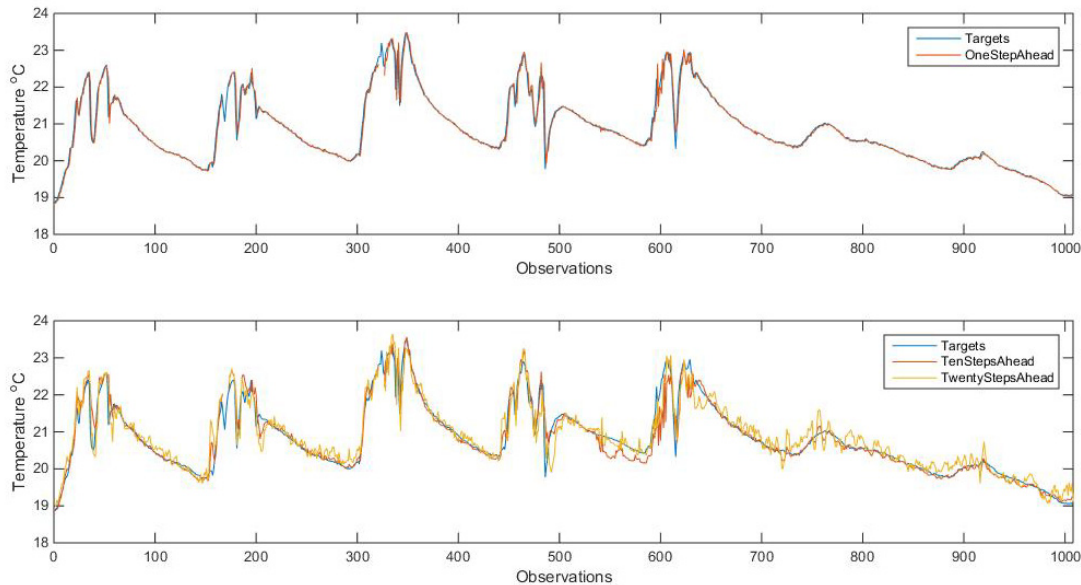 24
23
22
21
20
19
18
Temperature °C
Targets
OneStepAhead
0 100 200 300 400 500 600 700 800 900 1000
Observations
24
23
22
21
20
19
18
Temperature °C
Targets
TenStepsAhead
TwentyStepsAhead
0 100 200 300 400 500 600 700 800 900 1000
Observations